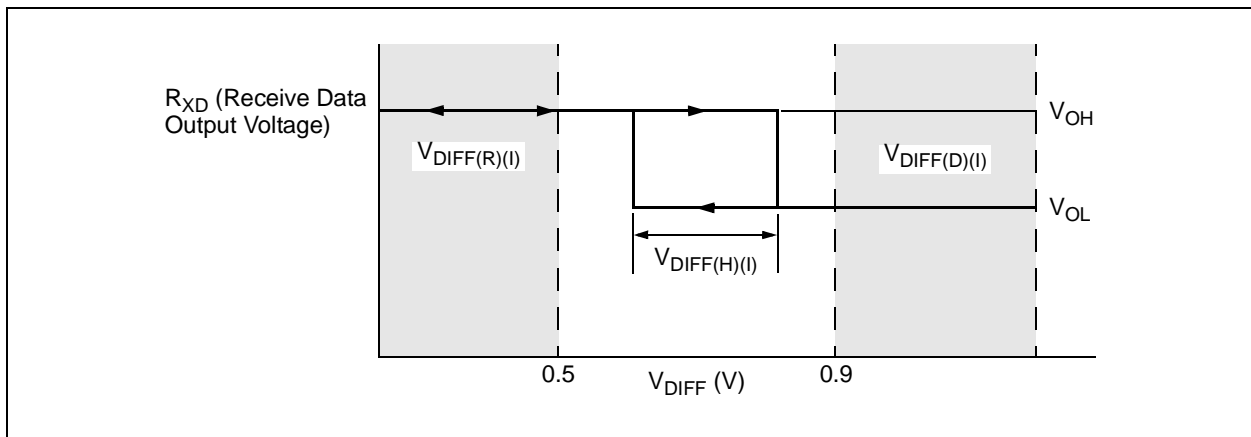 R_XD (Receive Data
Output Voltage)
V_OH
V_DIFF(R)(I)
V_DIFF(D)(I)
V_OL
V_DIFF(H)(I)
0.5
V_DIFF (V)
0.9